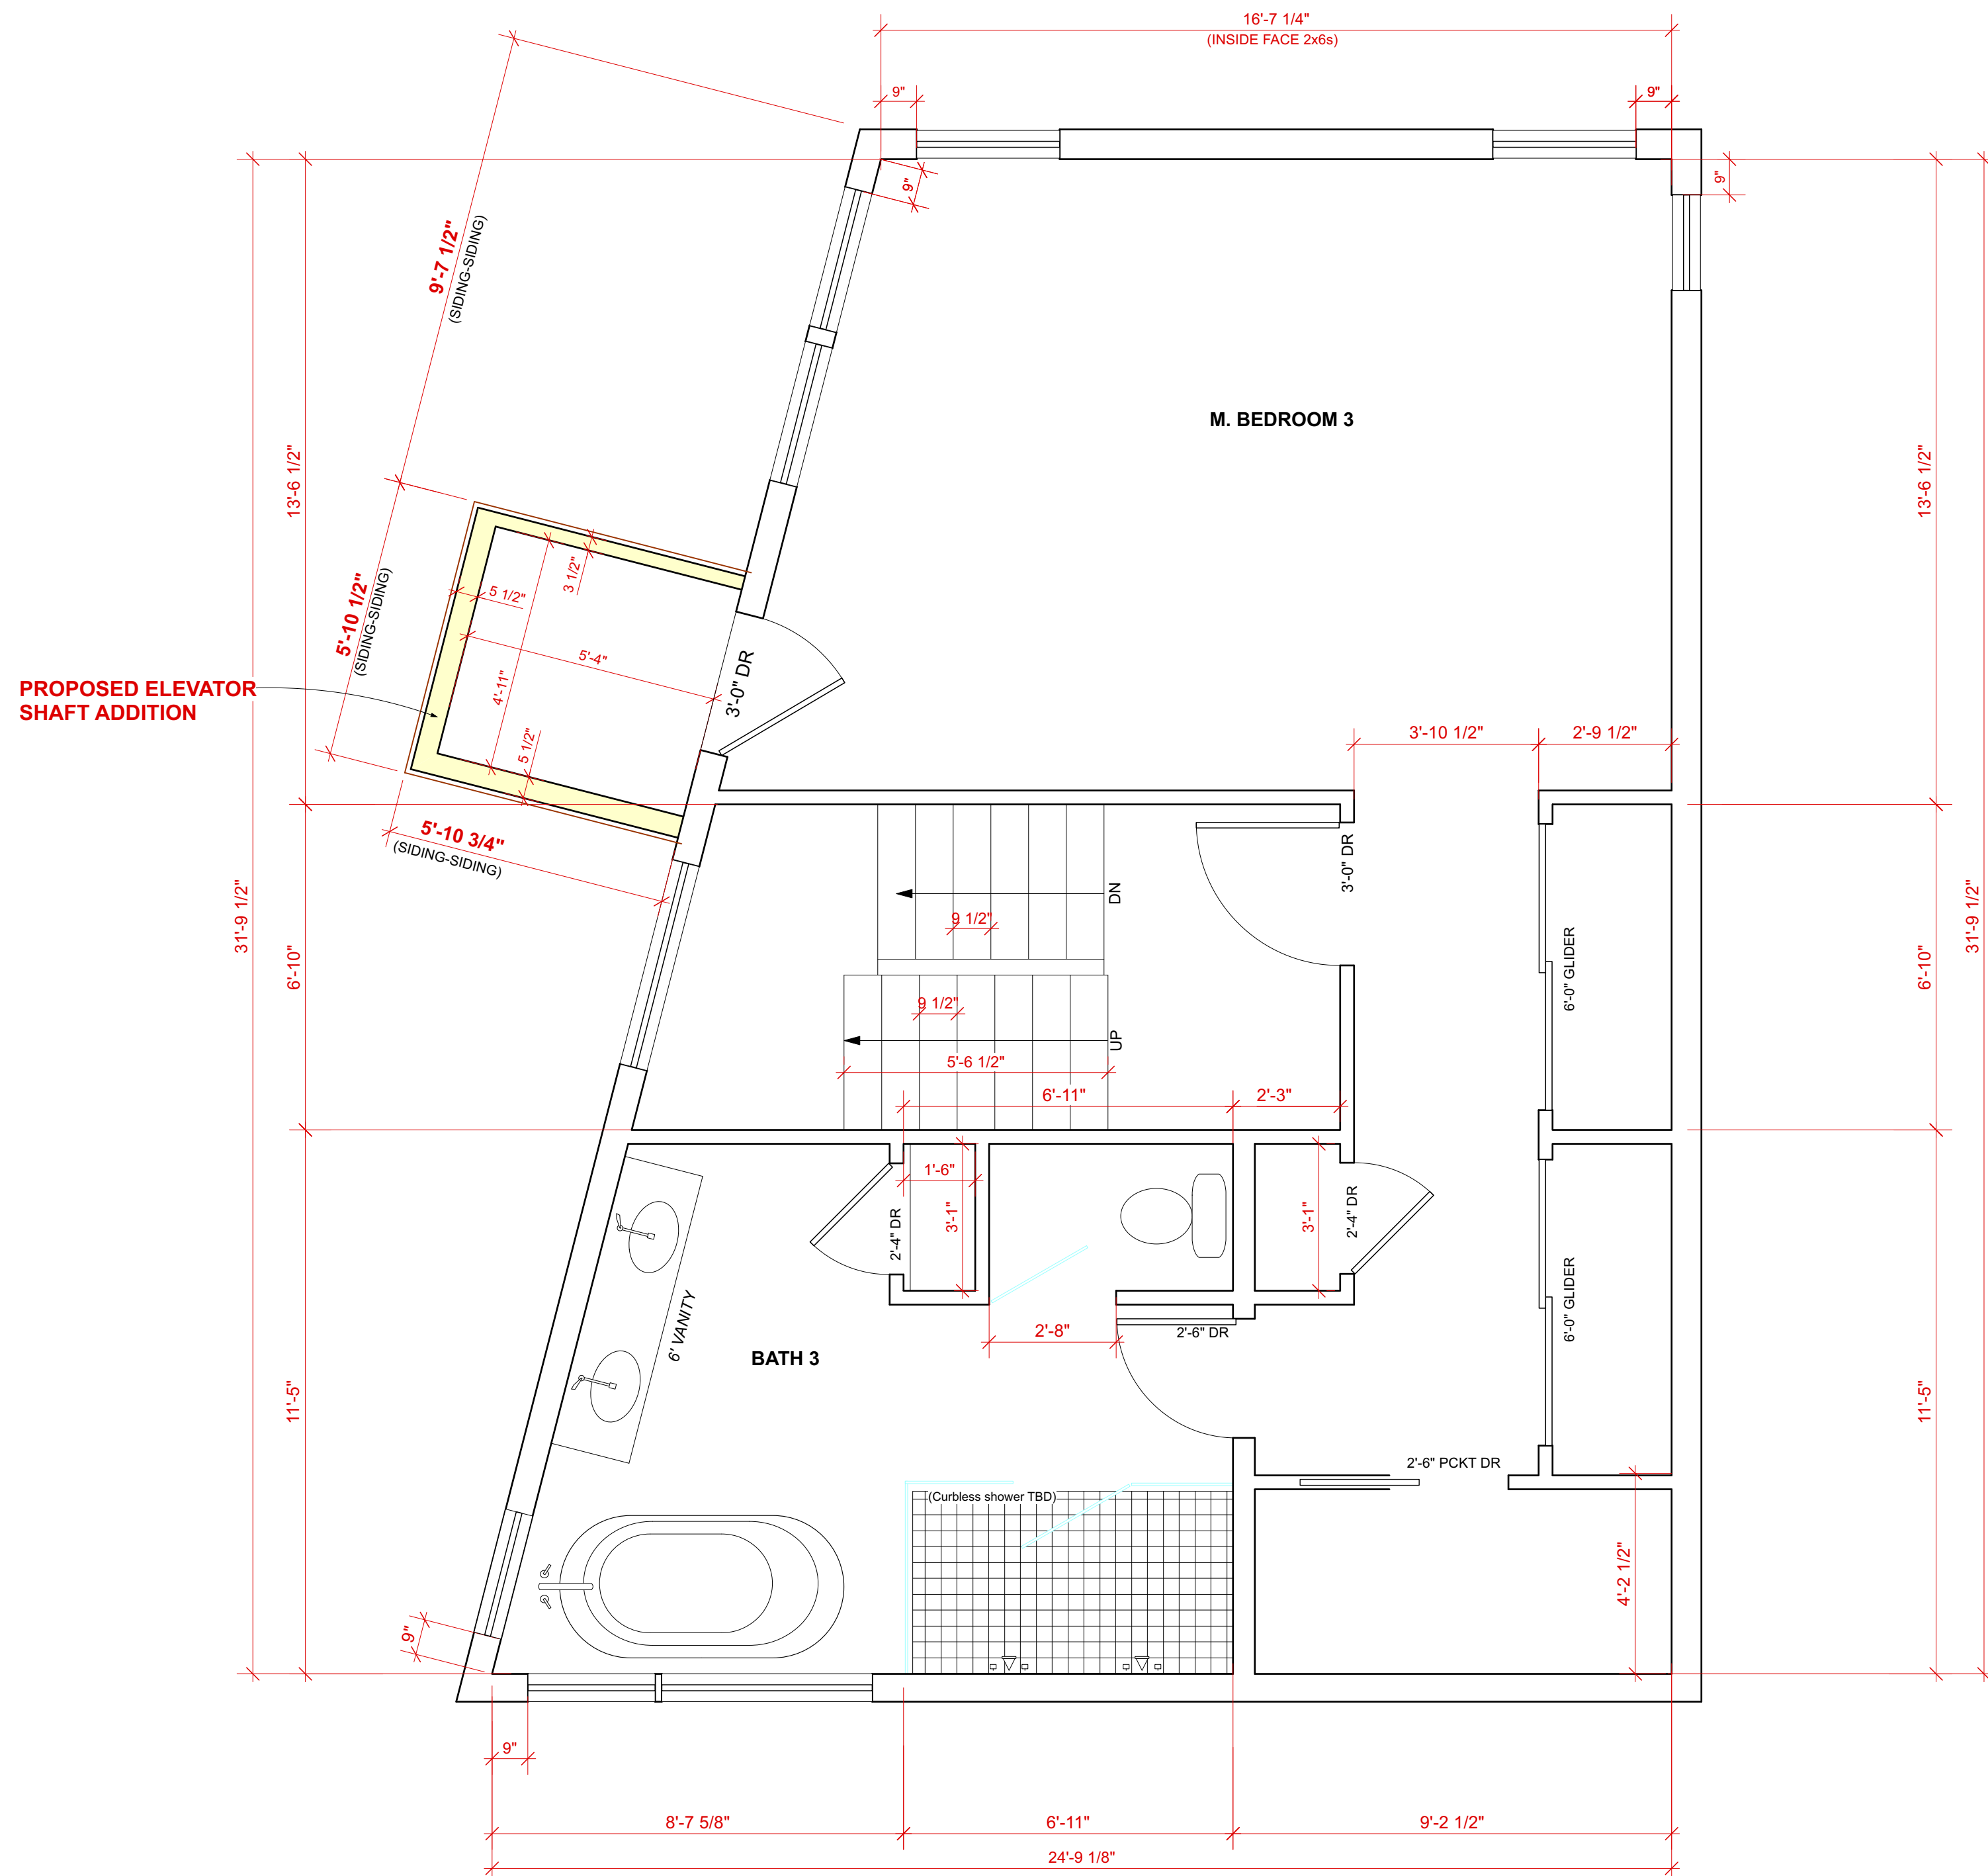 16'-7 1/4"
(INSIDE FACE 2x6s)
9"
9"
9"
9"
9'-7 1/2"
(SIDING-SIDING)
M. BEDROOM 3
13'-6 1/2"
13'-6 1/2"
3 1/2"
5 1/2"
5'-10 1/2"
(SIDING-SIDING)
5'-4"
4'-11"
3'-0" DR
PROPOSED ELEVATOR
SHAFT ADDITION
5 1/2"
3'-10 1/2"
2'-9 1/2"
5'-10 3/4"
(SIDING-SIDING)
3'-0" DR
DN
9 1/2"
31'-9 1/2"
31'-9 1/2"
6'-10"
6'-10"
6'-0" GLIDER
9 1/2"
UP
5'-6 1/2"
6'-11"
2'-3"
1'-6"
3'-1"
2'-4" DR
3'-1"
2'-4" DR
6' VANITY
6'-0" GLIDER
2'-8"
2'-6" DR
BATH 3
11'-5"
11'-5"
2'-6" PCKT DR
(Curbless shower TBD)
4'-2 1/2"
9"
9"
8'-7 5/8"
6'-11"
9'-2 1/2"
24'-9 1/8"